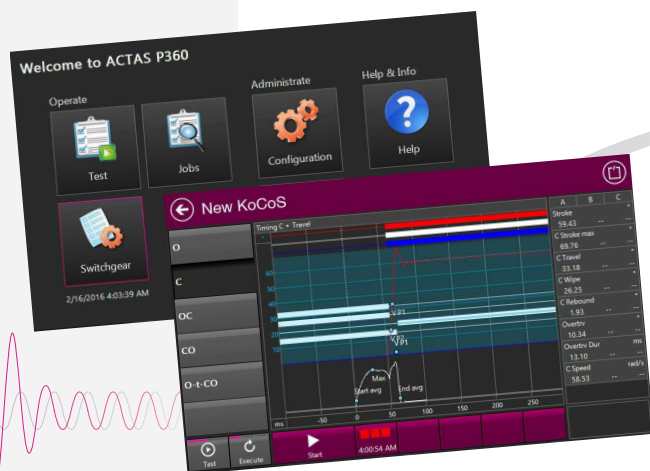 Welcome to ACTAS P360
Operate
Administrate
Help & Info
Test
Jobs
Configuration
Help
Switchgear
2/16/2016 4:03:39 AM
New KoCoS
O
C
OC
CO
O-t-CO
Test
Execute
Timing C • Travel
60
50
40
30
20
10
VP1
VP2
VP1
Max
Start avg
End avg
ms
-50
0
50
100
150
200
250
Start
4:00:54 AM
A B C
Stroke °
59.43 -- --
C Stroke max °
69.76 -- --
C Travel °
33.18 -- --
C Wipe °
26.25 -- --
C Rebound °
1.93 -- --
Overtrv °
10.34 -- --
Overtrv Dur ms
13.10 -- --
C Speed rad/s
58.53 -- --